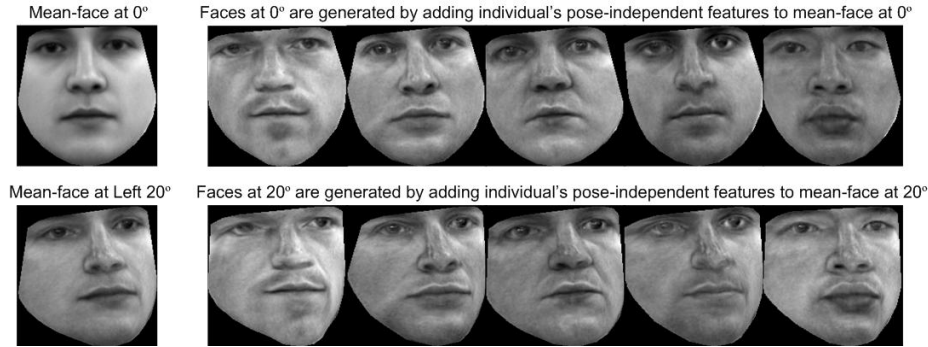 Mean-face at 0º
Faces at 0º are generated by adding individual's pose-independent features to mean-face at 0º
Mean-face at Left 20º
Faces at 20º are generated by adding individual's pose-independent features to mean-face at 20º